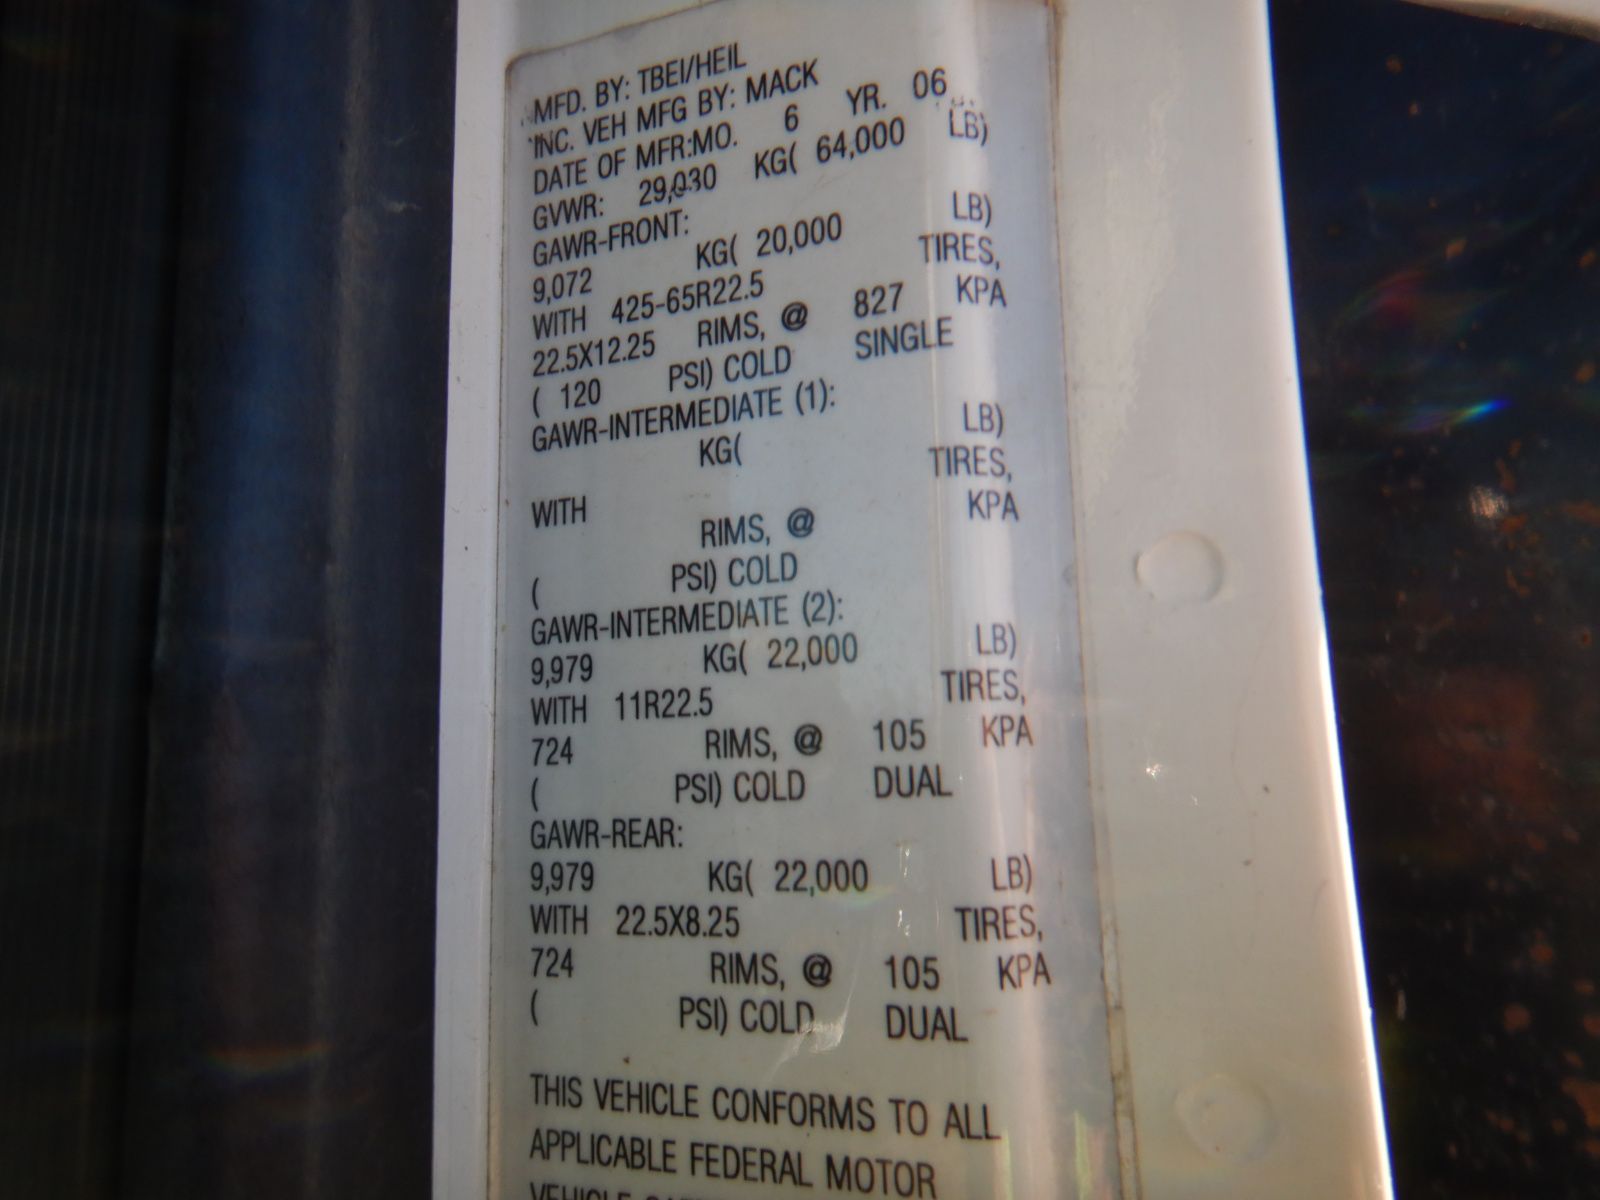 MFD. BY: TBEI/HEIL
INC. VEH MFG BY: MACK
DATE OF MFR:MO. 6 YR. 06
GVWR: 29,030 KG( 64,000 LB)
GAWR-FRONT:
9,072 KG( 20,000 LB)
WITH 425-65R22.5 TIRES,
22.5X12.25 RIMS, @ 827 KPA
( 120 PSI) COLD SINGLE
GAWR-INTERMEDIATE (1):
KG( LB)
WITH TIRES,
RIMS, @ KPA
( PSI) COLD
GAWR-INTERMEDIATE (2):
9,979 KG( 22,000 LB)
WITH 11R22.5 TIRES,
724 RIMS, @ 105 KPA
( PSI) COLD DUAL
GAWR-REAR:
9,979 KG( 22,000 LB)
WITH 22.5X8.25 TIRES,
724 RIMS, @ 105 KPA
( PSI) COLD DUAL
THIS VEHICLE CONFORMS TO ALL
APPLICABLE FEDERAL MOTOR
VEHICLE